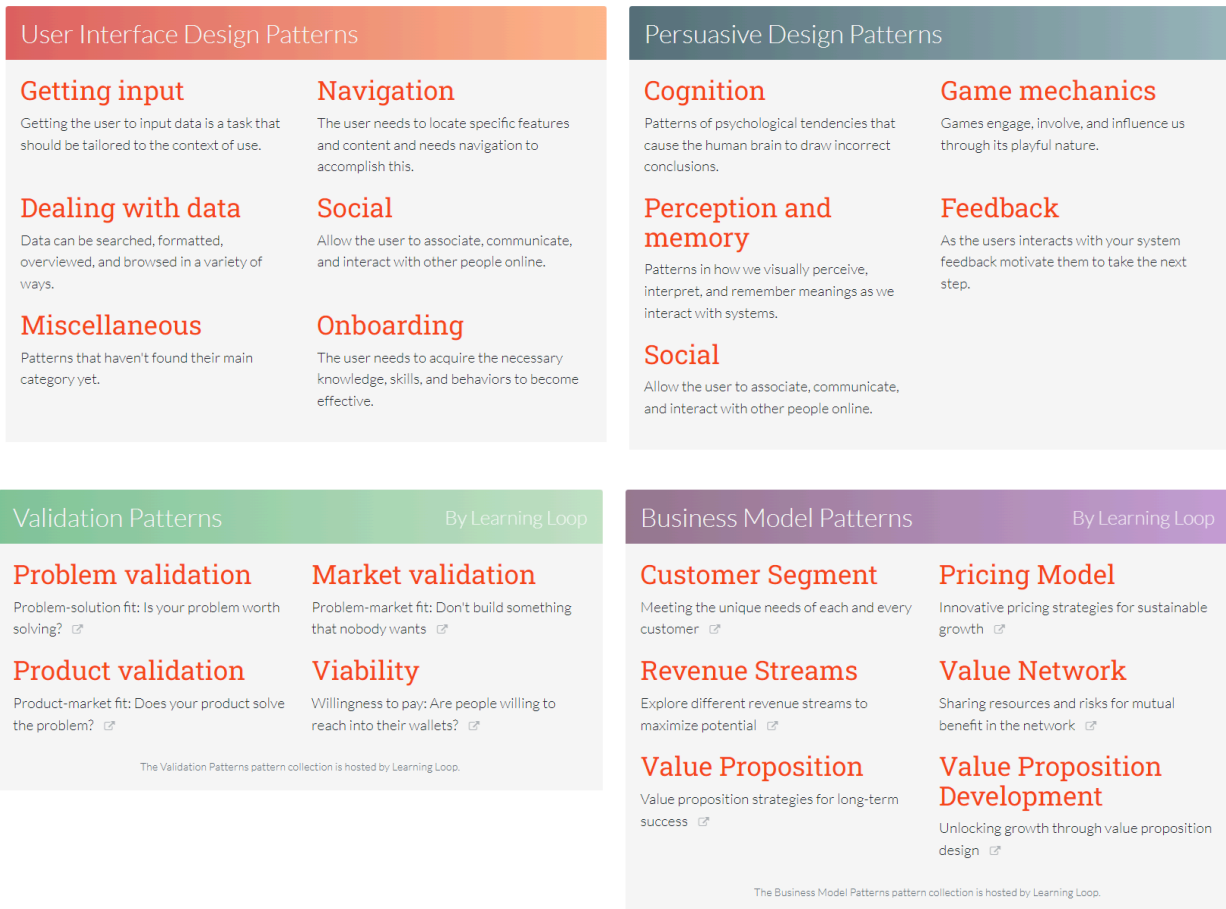 User Interface Design Patterns
Getting input
Getting the user to input data is a task that
should be tailored to the context of use.
Navigation
The user needs to locate specific features
and content and needs navigation to
accomplish this.
Dealing with data
Data can be searched, formatted,
overviewed, and browsed in a variety of
ways.
Social
Allow the user to associate, communicate,
and interact with other people online.
Miscellaneous
Patterns that haven't found their main
category yet.
Onboarding
The user needs to acquire the necessary
knowledge, skills, and behaviors to become
effective.
Persuasive Design Patterns
Cognition
Patterns of psychological tendencies that
cause the human brain to draw incorrect
conclusions.
Game mechanics
Games engage, involve, and influence us
through its playful nature.
Perception and
memory
Patterns in how we visually perceive,
interpret, and remember meanings as we
interact with systems.
Feedback
As the users interacts with your system
feedback motivate them to take the next
step.
Social
Allow the user to associate, communicate,
and interact with other people online.
Validation Patterns
By Learning Loop
Problem validation
Problem-solution fit: Is your problem worth
solving?
Market validation
Problem-market fit: Don't build something
that nobody wants
Product validation
Product-market fit: Does your product solve
the problem?
Viability
Willingness to pay: Are people willing to
reach into their wallets?
The Validation Patterns pattern collection is hosted by Learning Loop.
Business Model Patterns
By Learning Loop
Customer Segment
Meeting the unique needs of each and every
customer
Pricing Model
Innovative pricing strategies for sustainable
growth
Revenue Streams
Explore different revenue streams to
maximize potential
Value Network
Sharing resources and risks for mutual
benefit in the network
Value Proposition
Value proposition strategies for long-term
success
Value Proposition
Development
Unlocking growth through value proposition
design
The Business Model Patterns pattern collection is hosted by Learning Loop.